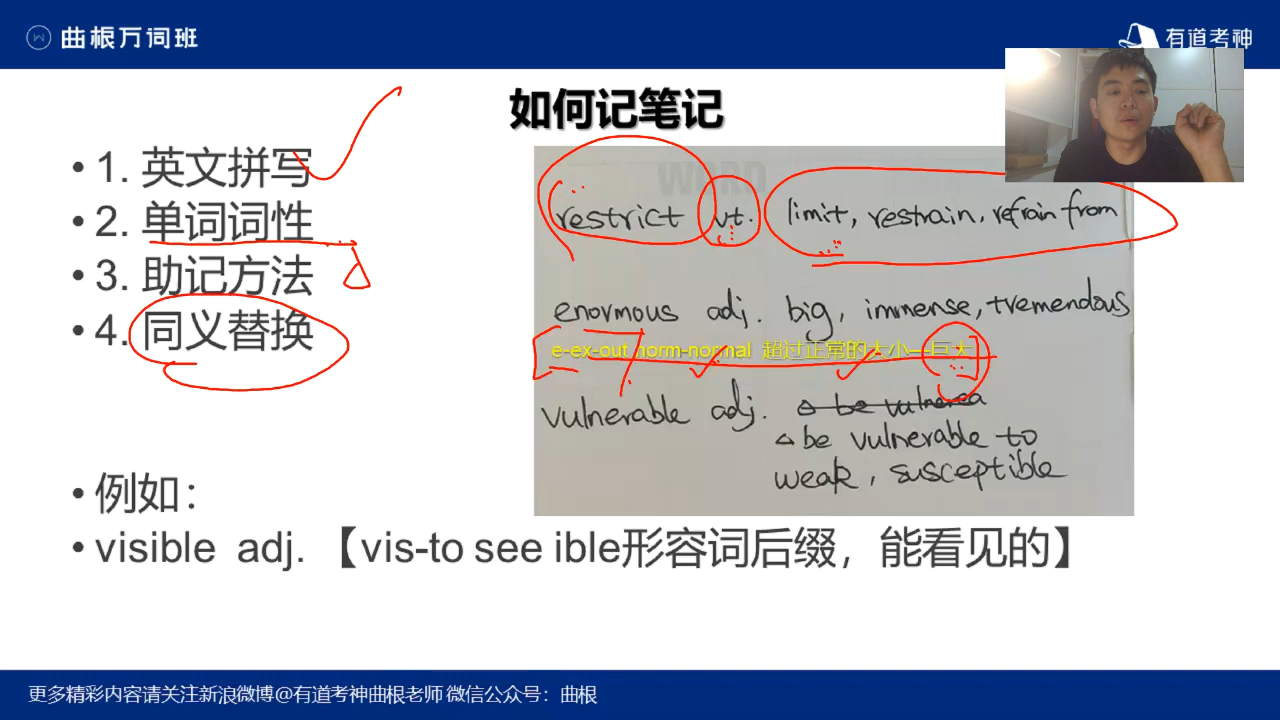 曲根万词班
有道考神
如何记笔记
• 1. 英文拼写
• 2. 单词词性
• 3. 助记方法
• 4. 同义替换
WORD
restrict vt. limit, restrain, refrain from
enormous adj. big, immense, tremendous
e-ex-out norm-normal 超过正常的大小—巨大
vulnerable adj. △ be vulnerea
△ be vulnerable to
weak, susceptible
• 例如：
• visible adj. 【vis-to see ible形容词后缀，能看见的】
更多精彩内容请关注新浪微博@有道考神曲根老师 微信公众号：曲根